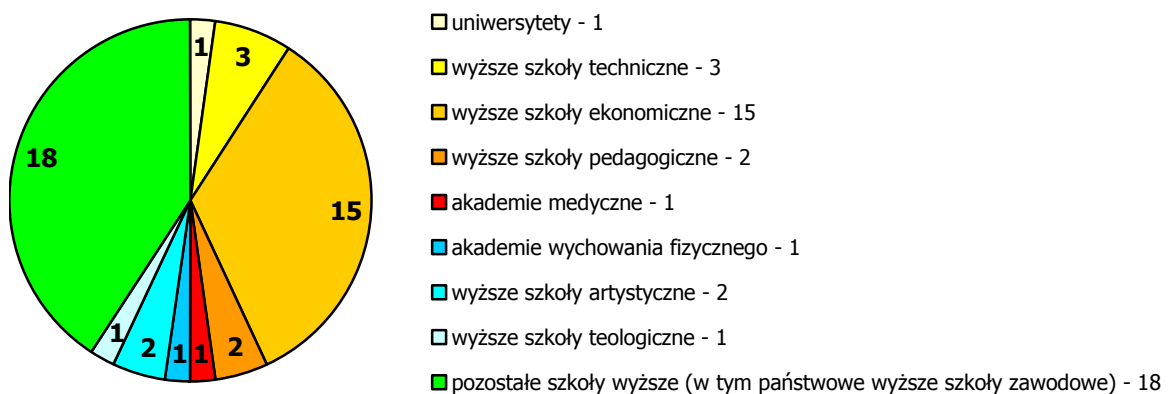 1
3
15
2
1
1
2
1
18
uniwersytety - 1
wyższe szkoły techniczne - 3
wyższe szkoły ekonomiczne - 15
wyższe szkoły pedagogiczne - 2
akademie medyczne - 1
akademie wychowania fizycznego - 1
wyższe szkoły artystyczne - 2
wyższe szkoły teologiczne - 1
pozostałe szkoły wyższe (w tym państwowe wyższe szkoły zawodowe) - 18